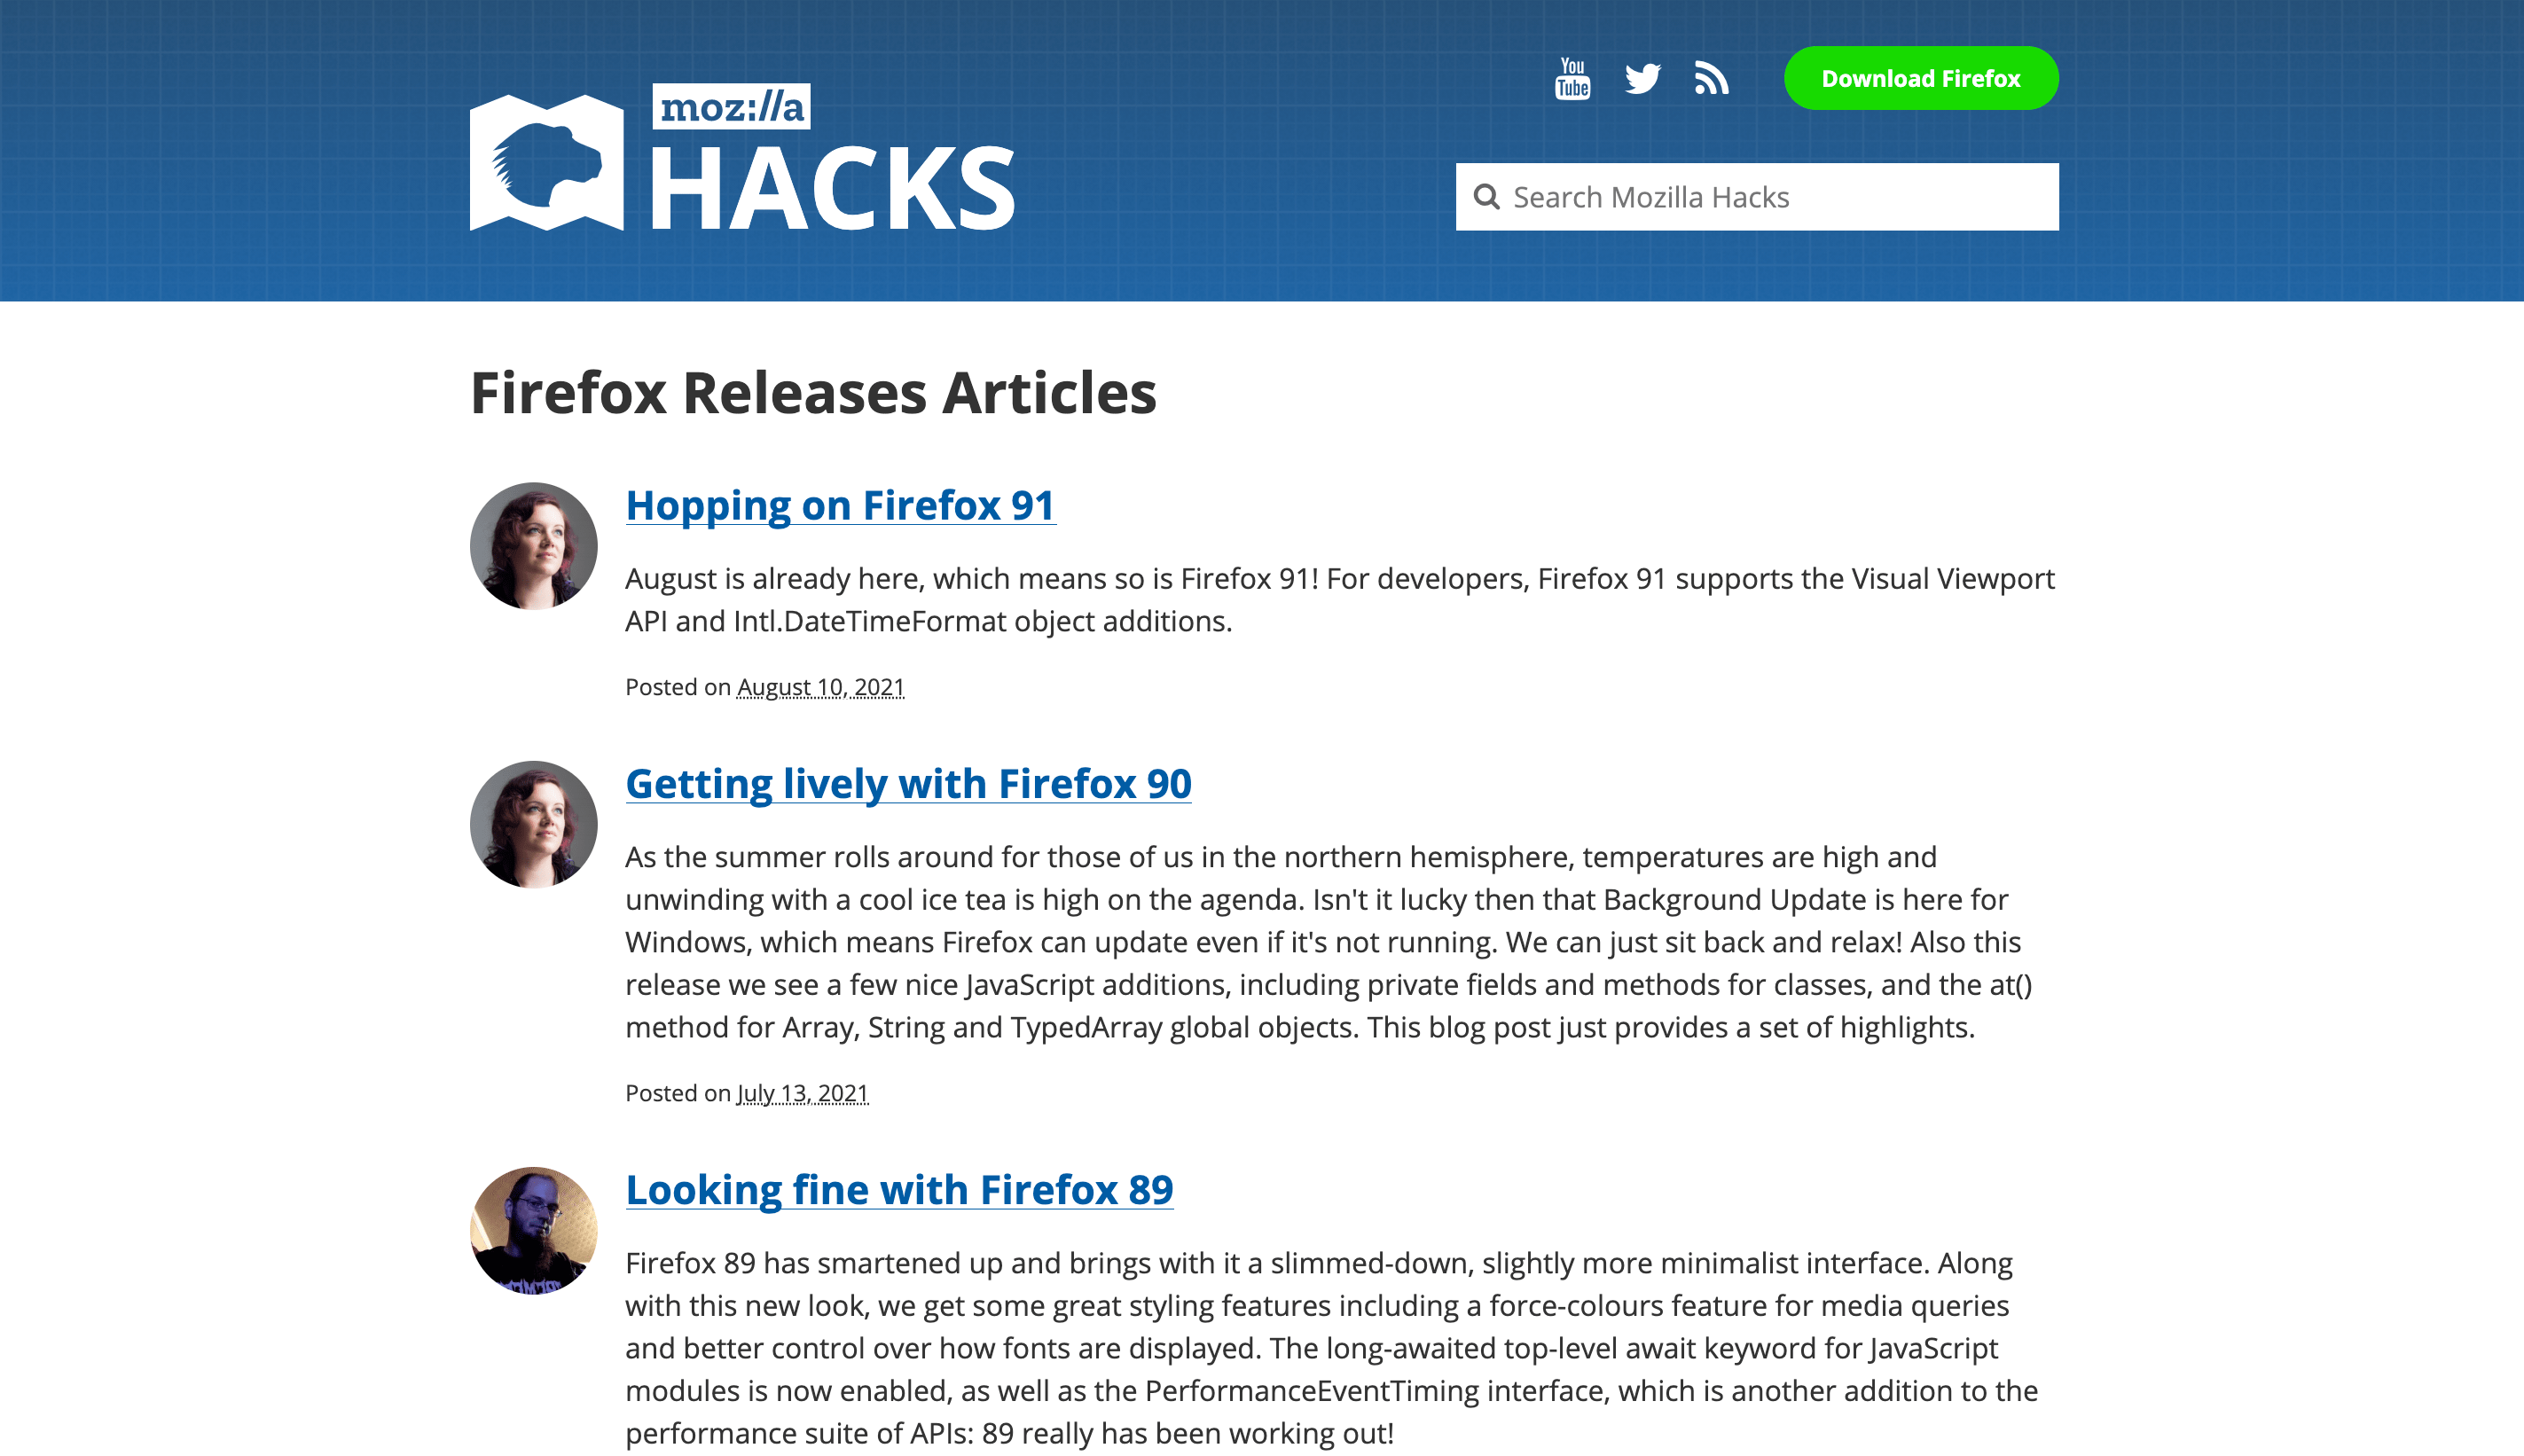 You
Tube
Download Firefox
moz://a
HACKS
Search Mozilla Hacks
Firefox Releases Articles
Hopping on Firefox 91
August is already here, which means so is Firefox 91! For developers, Firefox 91 supports the Visual Viewport
API and Intl.DateTimeFormat object additions.
Posted on August 10, 2021
Getting lively with Firefox 90
As the summer rolls around for those of us in the northern hemisphere, temperatures are high and
unwinding with a cool ice tea is high on the agenda. Isn't it lucky then that Background Update is here for
Windows, which means Firefox can update even if it's not running. We can just sit back and relax! Also this
release we see a few nice JavaScript additions, including private fields and methods for classes, and the at()
method for Array, String and TypedArray global objects. This blog post just provides a set of highlights.
Posted on July 13, 2021
Looking fine with Firefox 89
Firefox 89 has smartened up and brings with it a slimmed-down, slightly more minimalist interface. Along
with this new look, we get some great styling features including a force-colours feature for media queries
and better control over how fonts are displayed. The long-awaited top-level await keyword for JavaScript
modules is now enabled, as well as the PerformanceEventTiming interface, which is another addition to the
performance suite of APIs: 89 really has been working out!